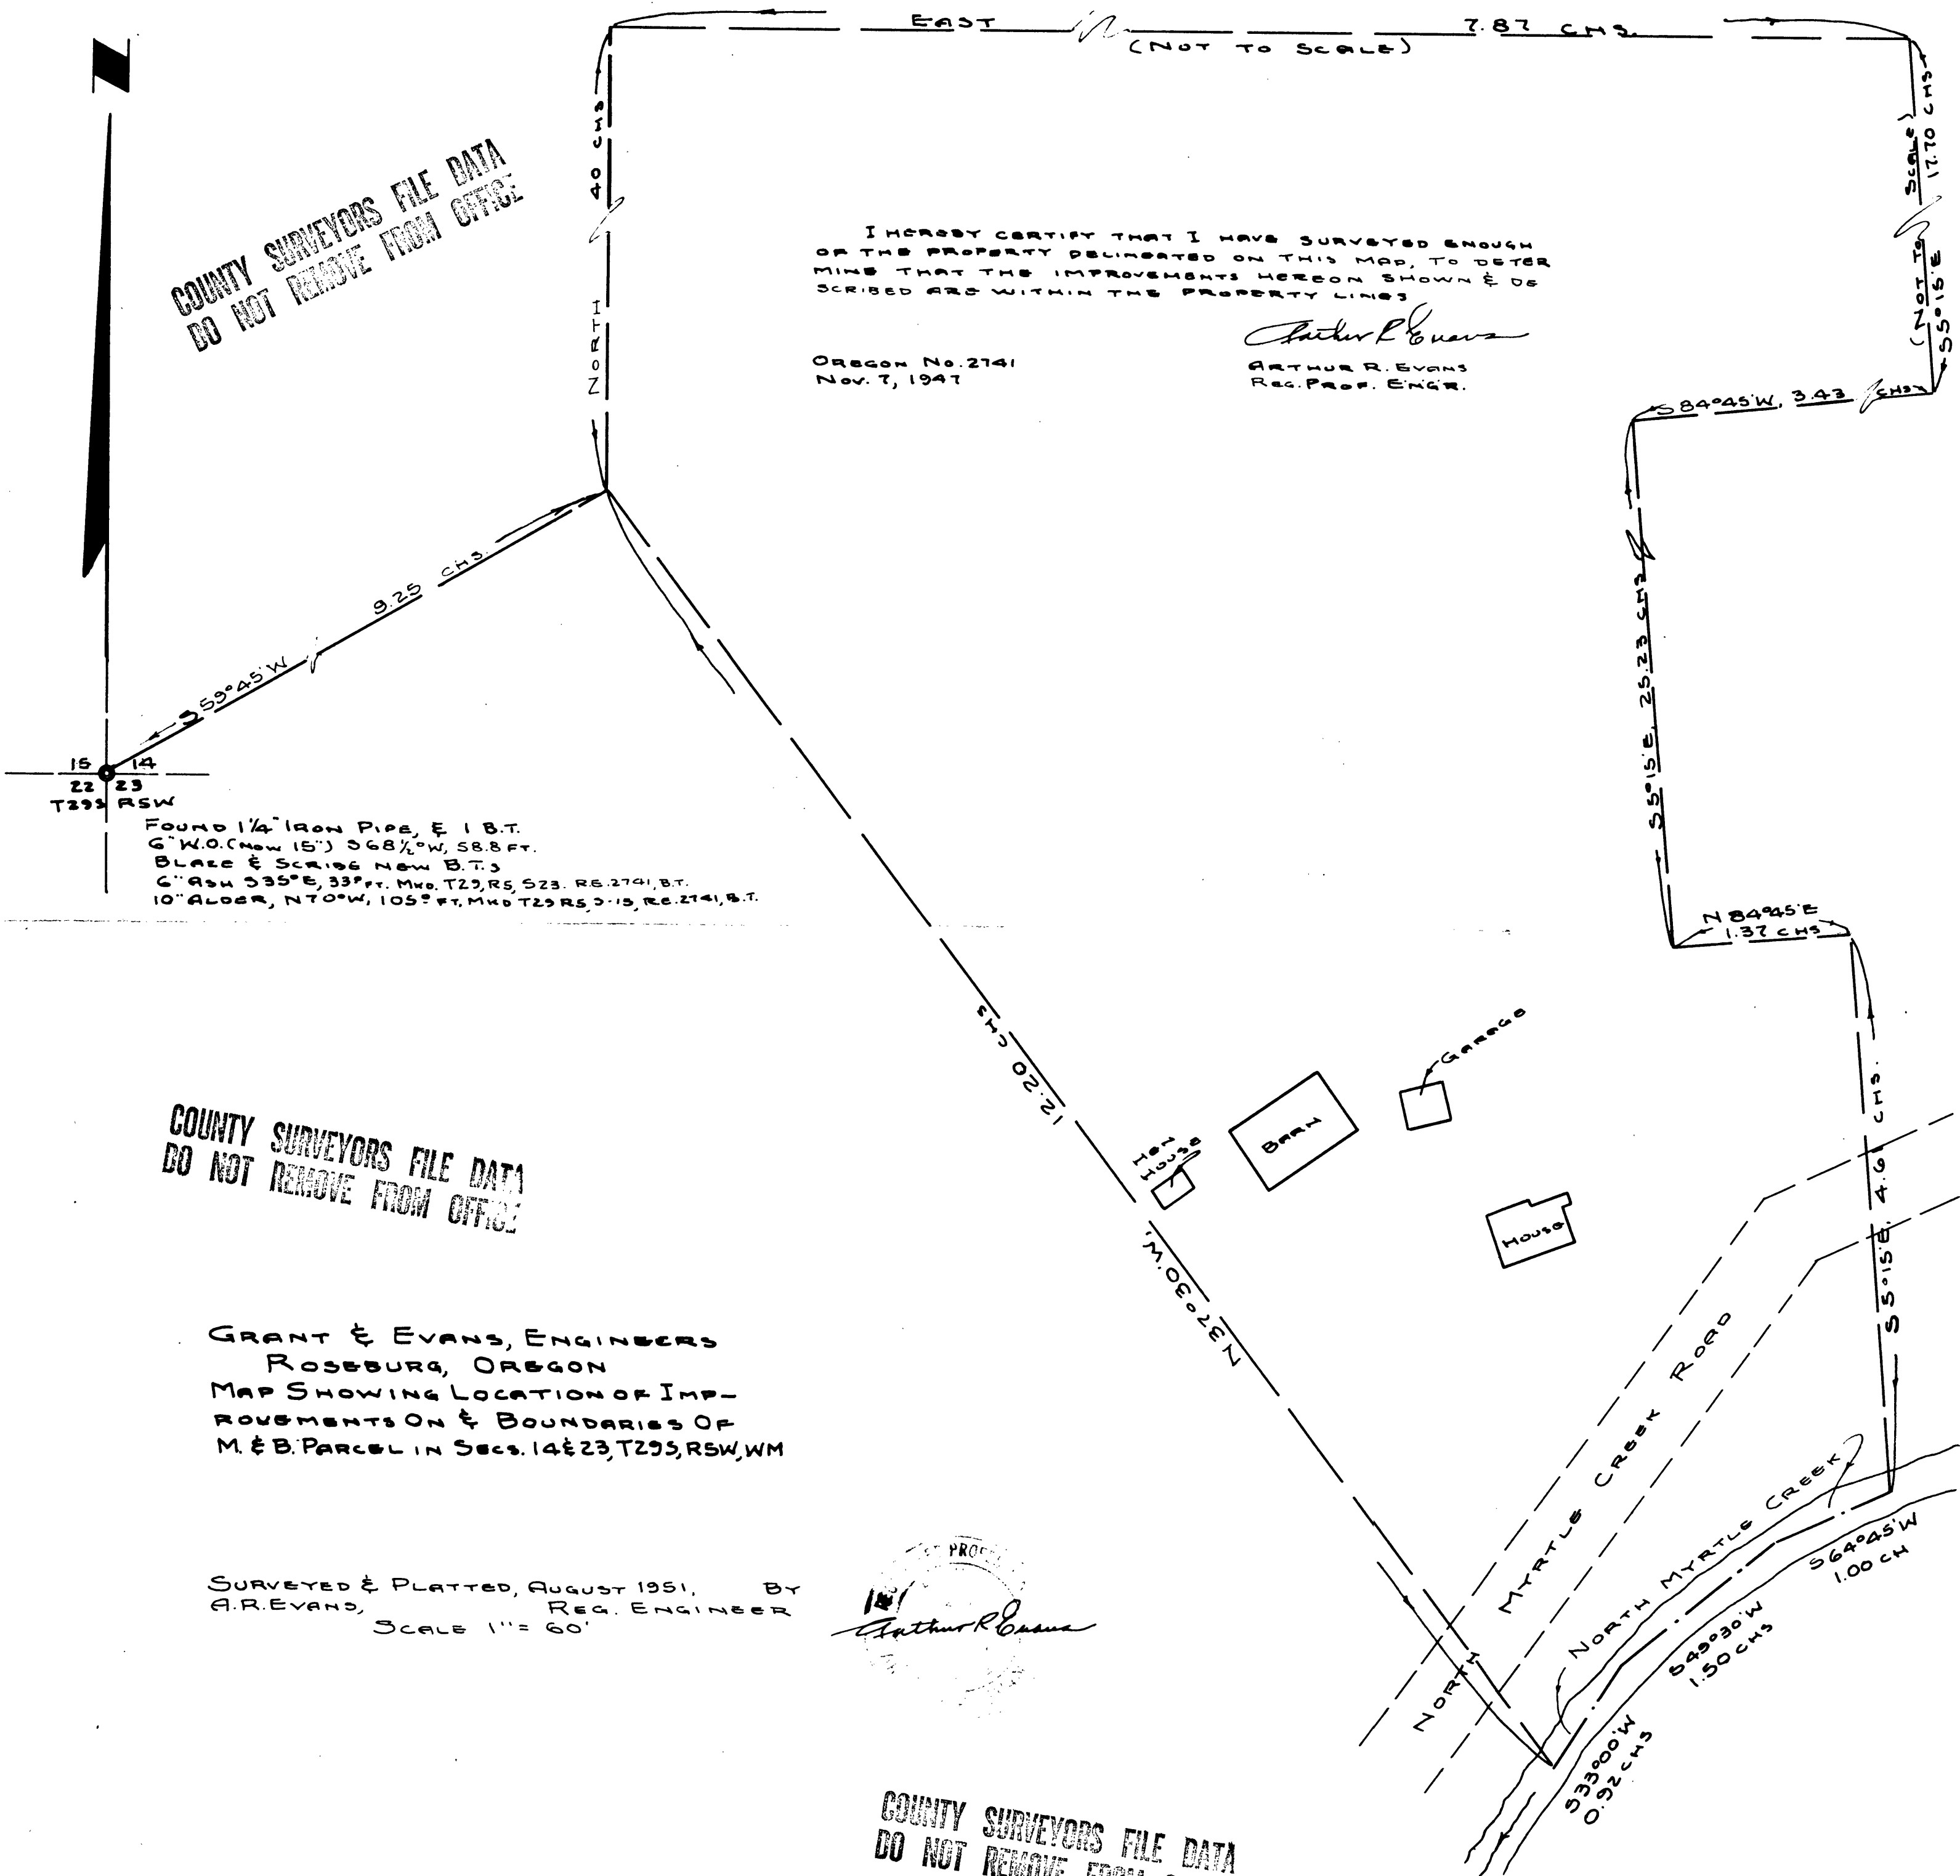 N
EAST 7.87 CHS.
(NOT TO SCALE)
40 CHS
NORTH
(NOT TO SCALE)
17.70 CHS
S5°15'E
COUNTY SURVEYORS FILE DATA
DO NOT REMOVE FROM OFFICE
I HEREBY CERTIFY THAT I HAVE SURVEYED ENOUGH
OF THE PROPERTY DELINEATED ON THIS MAP, TO DETER
MINE THAT THE IMPROVEMENTS HEREON SHOWN & DE
SCRIBED ARE WITHIN THE PROPERTY LINES
Arthur R Evans
OREGON NO. 2741
NOV. 7, 1947
ARTHUR R. EVANS
REG. PROF. ENGR.
S84°45'W, 3.43 CHS
S59°45'W 9.25 CHS.
S5°15'E, 25.23 CHS
15 14
22 23
T29S R5W
FOUND 1¼" IRON PIPE, & 1 B.T.
6" W.O. (NOW 15") S68½°W, 58.8 FT.
BLAZE & SCRIBE NEW B.T.S
6" ASH S35°E, 33° FT. MKD. T29, R5, S23. R.E. 2741, B.T.
10" ALDER, N70°W, 105° FT, MKD T29 R5, S-15, R.E. 2741, B.T.
N84°45'E
1.37 CHS
12.20 CHS
N37°30'W.
GARAGE
BARN
HEN
HOUSE
HOUSE
S5°15'E, 4.61 CHS.
COUNTY SURVEYORS FILE DATA
DO NOT REMOVE FROM OFFICE
GRANT & EVANS, ENGINEERS
ROSEBURG, OREGON
MAP SHOWING LOCATION OF IMP-
ROVEMENTS ON & BOUNDARIES OF
M. & B. PARCEL IN SECS. 14 & 23, T29S, R5W, WM
NORTH MYRTLE CREEK ROAD
NORTH MYRTLE CREEK
S64°45'W
1.00 CH
S49°30'W
1.50 CHS
S33°00'W
0.92 CHS
SURVEYED & PLATTED, AUGUST 1951, BY
A.R. EVANS, REG. ENGINEER
SCALE 1" = 60'
Arthur R Evans
COUNTY SURVEYORS FILE DATA
DO NOT REMOVE FROM